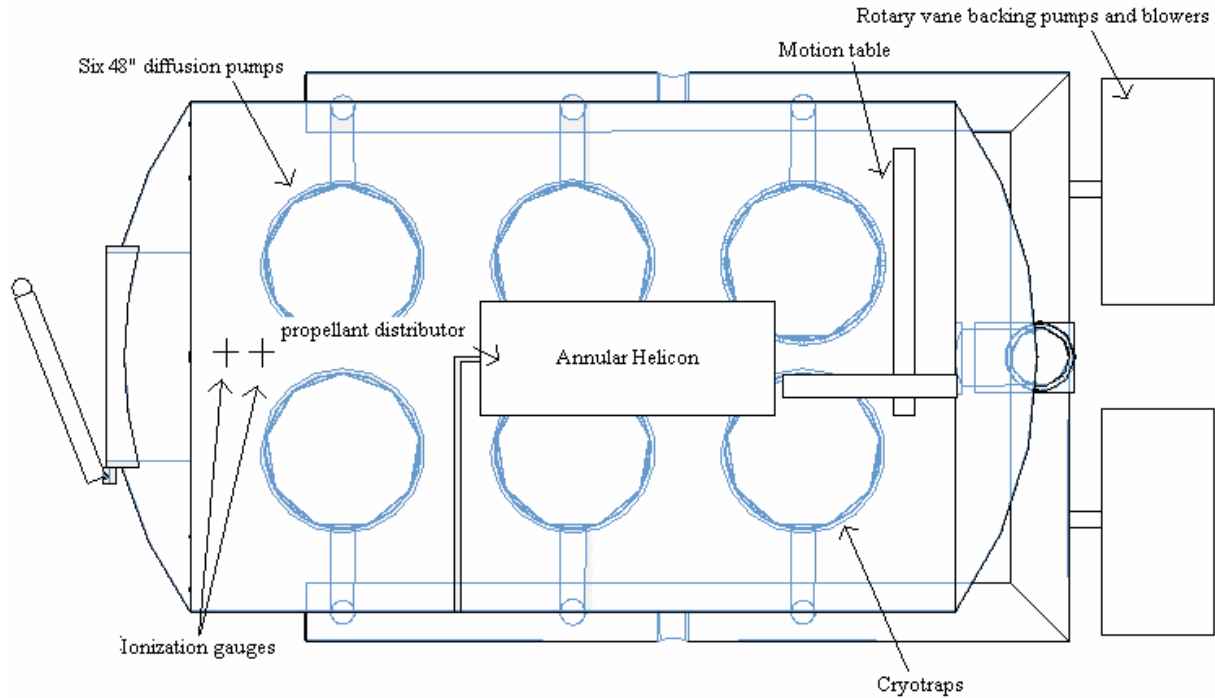 Rotary vane backing pumps and blowers
Motion table
Six 48" diffusion pumps
propellant distributor
Annular Helicon
Ionization gauges
Cryotraps